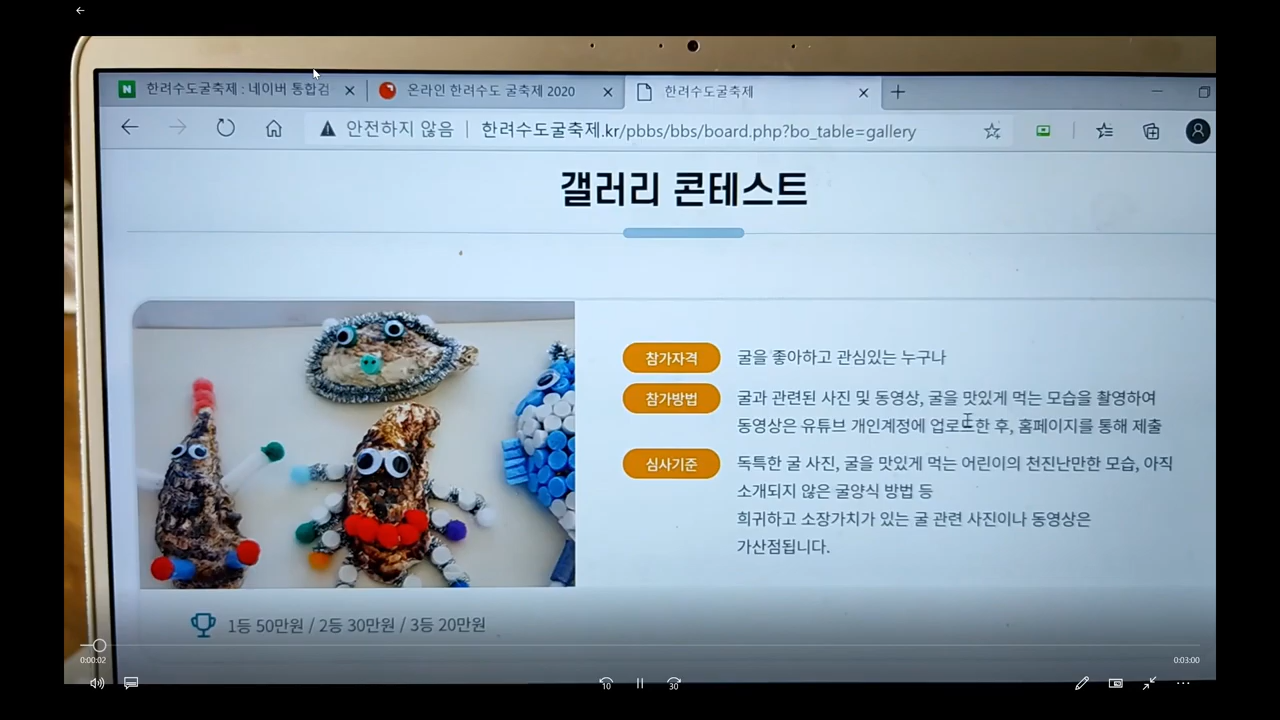 한려수도굴축제 : 네이버 통합검
온라인 한려수도 굴축제 2020
한려수도굴축제
안전하지 않음
한려수도굴축제.kr/pbbs/bbs/board.php?bo_table=gallery
갤러리 콘테스트
참가자격 굴을 좋아하고 관심있는 누구나
참가방법 굴과 관련된 사진 및 동영상, 굴을 맛있게 먹는 모습을 촬영하여
동영상은 유튜브 개인계정에 업로드한 후, 홈페이지를 통해 제출
심사기준 독특한 굴 사진, 굴을 맛있게 먹는 어린이의 천진난만한 모습, 아직
소개되지 않은 굴양식 방법 등
희귀하고 소장가치가 있는 굴 관련 사진이나 동영상은
가산점됩니다.
1등 50만원 / 2등 30만원 / 3등 20만원
0:00:02
0:03:00
10
30